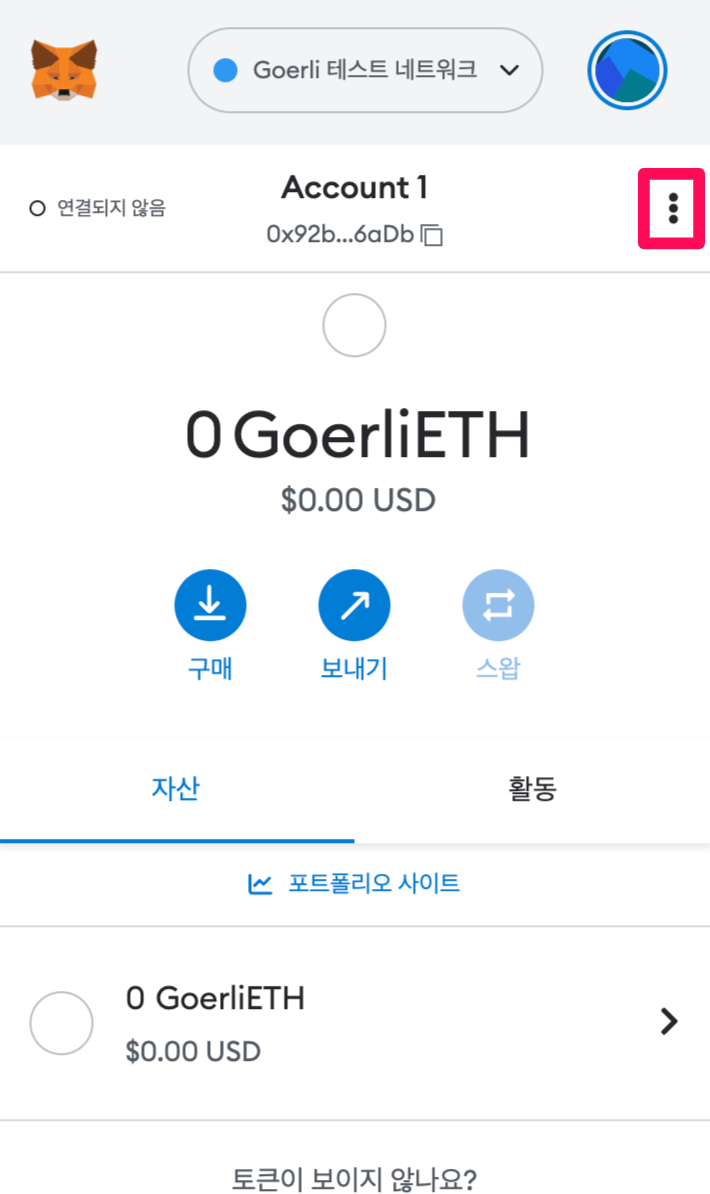 Goerli 테스트 네트워크
연결되지 않음
Account 1
0x92b...6aDb
0 GoerliETH
$0.00 USD
구매
보내기
스왑
자산
활동
포트폴리오 사이트
0 GoerliETH
$0.00 USD
토큰이 보이지 않나요?